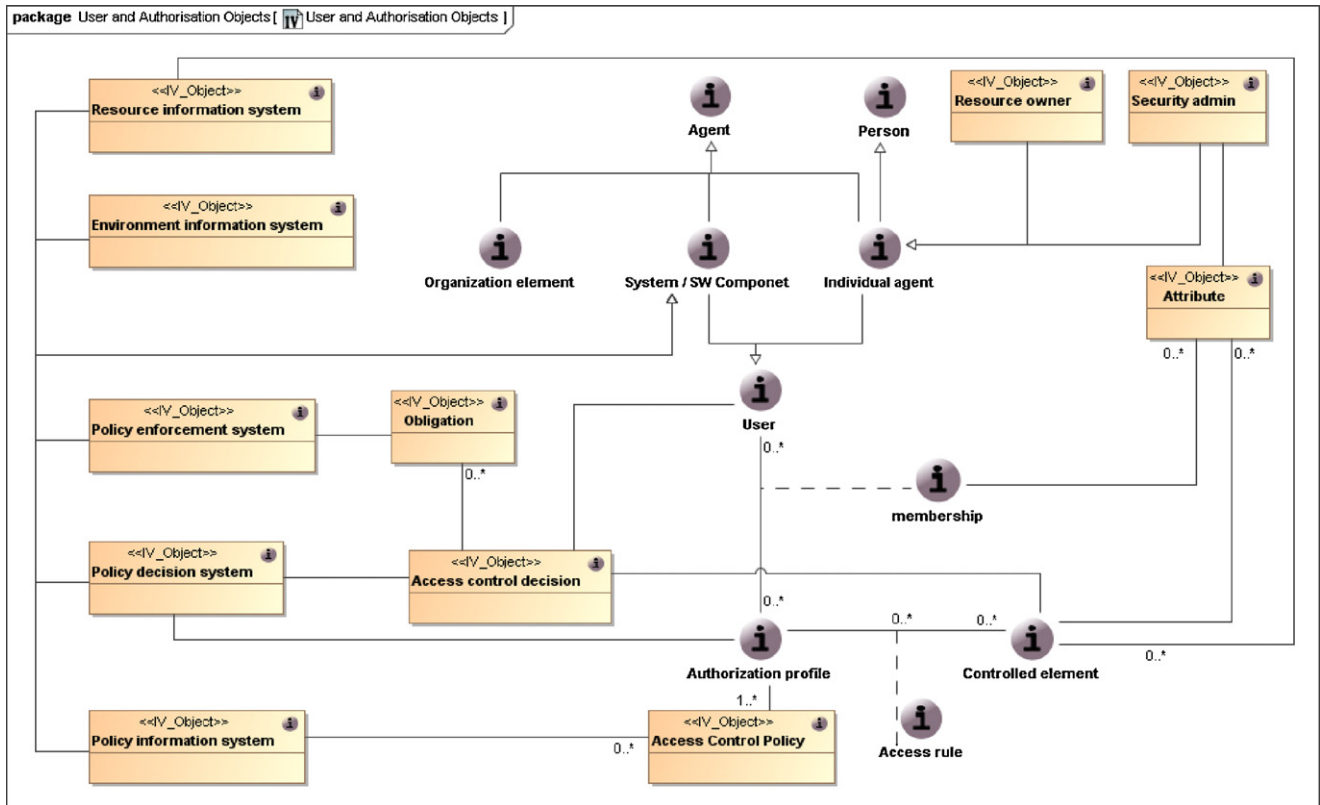 package User and Authorisation Objects [ IV User and Authorisation Objects ]
<<IV_Object>>
Resource information system
Agent
Person
<<IV_Object>>
Resource owner
<<IV_Object>>
Security admin
<<IV_Object>>
Environment information system
Organization element
System / SW Componet
Individual agent
<<IV_Object>>
Attribute
0..*
0..*
<<IV_Object>>
Policy enforcement system
<<IV_Object>>
Obligation
0..*
User
0..*
membership
<<IV_Object>>
Policy decision system
<<IV_Object>>
Access control decision
0..*
0..*
0..*
Authorization profile
Controlled element
0..*
1..*
<<IV_Object>>
Policy information system
0..*
<<IV_Object>>
Access Control Policy
Access rule